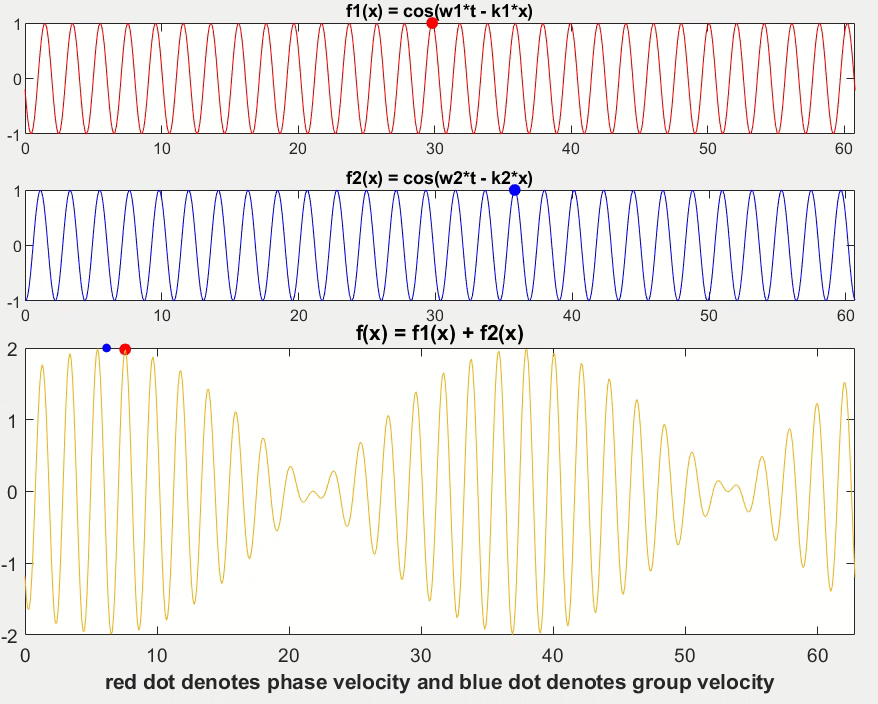 f1(x) = cos(w1*t - k1*x)
1
0
-1
0 10 20 30 40 50 60
f2(x) = cos(w2*t - k2*x)
1
0
-1
0 10 20 30 40 50 60
f(x) = f1(x) + f2(x)
2
1
0
-1
-2
0 10 20 30 40 50 60
red dot denotes phase velocity and blue dot denotes group velocity